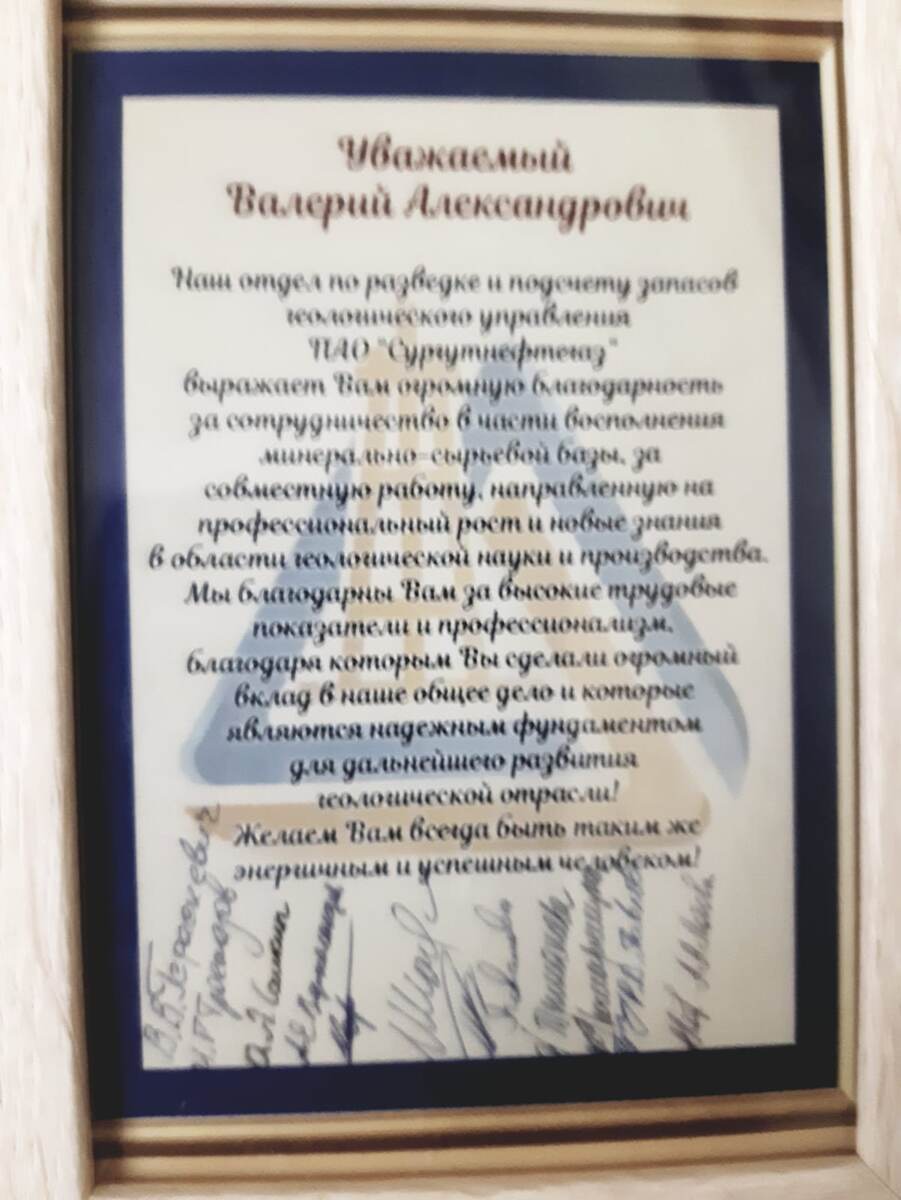 Уважаемый
Валерий Александрович
Наш отдел по разведке и подсчету запасов
геологического управления
ПАО "Сургутнефтегаз"
выражает Вам огромную благодарность
за сотрудничество в части восполнения
минерально-сырьевой базы, за
совместную работу, направленную на
профессиональный рост и новые знания
в области геологической науки и производства.
Мы благодарны Вам за высокие трудовые
показатели и профессионализм,
благодаря которым Вы сделали огромный
вклад в наше общее дело и которые
являются надежным фундаментом
для дальнейшего развития
геологической отрасли!
Желаем Вам всегда быть таким же
энергичным и успешным человеком!